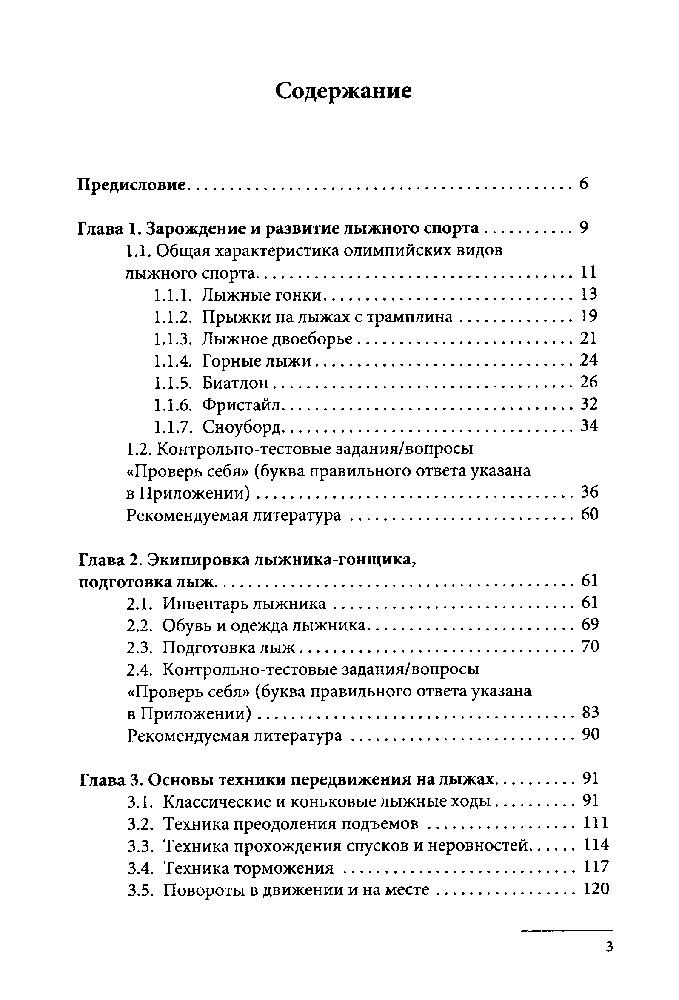 Содержание
Предисловие. . . . . . . . . . . . . . . . . . . . . . . . . . . . . . . . . . . . . . . . . . . . . . 6
Глава 1. Зарождение и развитие лыжного спорта . . . . . . . . . . . 9
1.1. Общая характеристика олимпийских видов
лыжного спорта. . . . . . . . . . . . . . . . . . . . . . . . . . . . . . . . . . . . . . 11
1.1.1. Лыжные гонки. . . . . . . . . . . . . . . . . . . . . . . . . . . . . . 13
1.1.2. Прыжки на лыжах с трамплина . . . . . . . . . . . . . . 19
1.1.3. Лыжное двоеборье . . . . . . . . . . . . . . . . . . . . . . . . . . 21
1.1.4. Горные лыжи . . . . . . . . . . . . . . . . . . . . . . . . . . . . . . . 24
1.1.5. Биатлон . . . . . . . . . . . . . . . . . . . . . . . . . . . . . . . . . . . . 26
1.1.6. Фристайл. . . . . . . . . . . . . . . . . . . . . . . . . . . . . . . . . . . 32
1.1.7. Сноуборд. . . . . . . . . . . . . . . . . . . . . . . . . . . . . . . . . . . 34
1.2. Контрольно-тестовые задания/вопросы
«Проверь себя» (буква правильного ответа указана
в Приложении) . . . . . . . . . . . . . . . . . . . . . . . . . . . . . . . . . . . . . . 36
Рекомендуемая литература . . . . . . . . . . . . . . . . . . . . . . . . . . . 60
Глава 2. Экипировка лыжника-гонщика,
подготовка лыж. . . . . . . . . . . . . . . . . . . . . . . . . . . . . . . . . . . . . . . . . . . 61
2.1. Инвентарь лыжника . . . . . . . . . . . . . . . . . . . . . . . . . . . . . 61
2.2. Обувь и одежда лыжника. . . . . . . . . . . . . . . . . . . . . . . . . 69
2.3. Подготовка лыж . . . . . . . . . . . . . . . . . . . . . . . . . . . . . . . . . 70
2.4. Контрольно-тестовые задания/вопросы
«Проверь себя» (буква правильного ответа указана
в Приложении) . . . . . . . . . . . . . . . . . . . . . . . . . . . . . . . . . . . . . . 83
Рекомендуемая литература . . . . . . . . . . . . . . . . . . . . . . . . . . . 90
Глава 3. Основы техники передвижения на лыжах. . . . . . . . . . 91
3.1. Классические и коньковые лыжные ходы . . . . . . . . . . 91
3.2. Техника преодоления подъемов . . . . . . . . . . . . . . . . . . 111
3.3. Техника прохождения спусков и неровностей. . . . . . 114
3.4. Техника торможения . . . . . . . . . . . . . . . . . . . . . . . . . . . . 117
3.5. Повороты в движении и на месте . . . . . . . . . . . . . . . . . 120
3